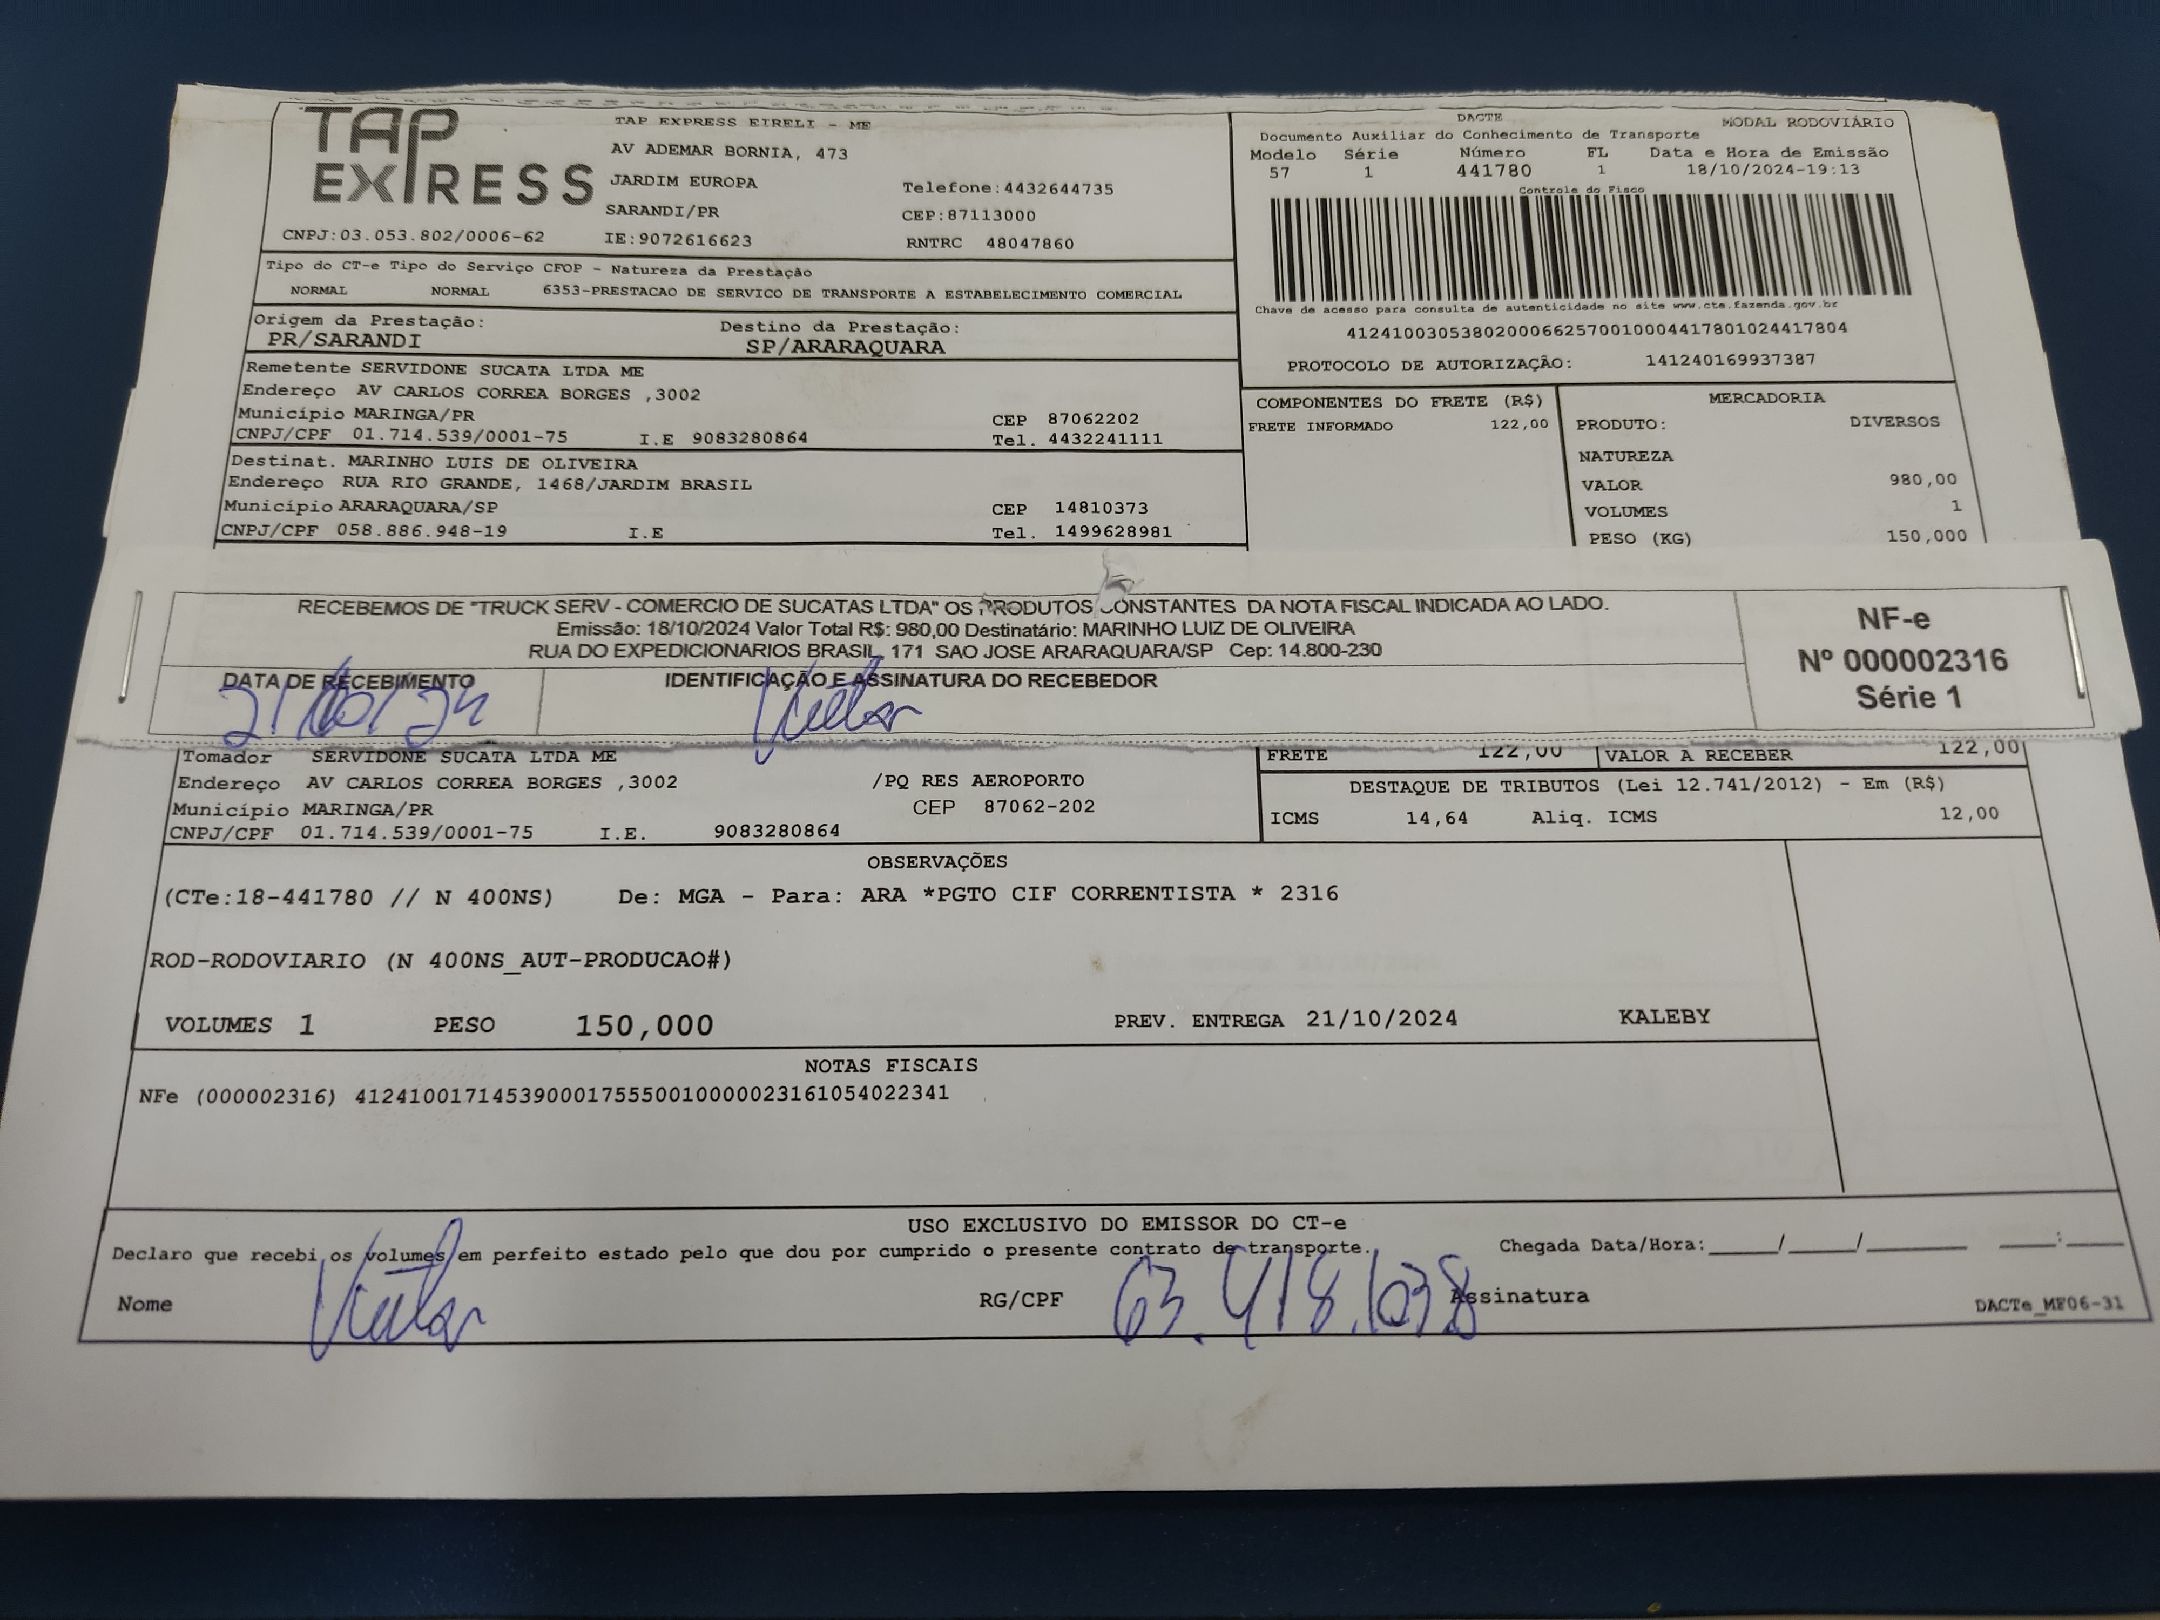 TAP EXPRESS
TAP EXPRESS EIRELI - ME
AV ADEMAR BORNIA, 473
JARDIM EUROPA Telefone:4432644735
SARANDI/PR CEP:87113000
CNPJ:03.053.802/0006-62 IE:9072616623 RNTRC 48047860
DACTE MODAL RODOVIÁRIO
Documento Auxiliar do Conhecimento de Transporte
Modelo Série Número FL Data e Hora de Emissão
57 1 441780 1 18/10/2024-19:13
Controle do Fisco
Chave de acesso para consulta de autenticidade no site www.cte.fazenda.gov.br
41241003053802000662570010004417801024417804
PROTOCOLO DE AUTORIZAÇÃO: 141240169937387
Tipo do CT-e Tipo do Serviço CFOP - Natureza da Prestação
NORMAL NORMAL 6353-PRESTACAO DE SERVICO DE TRANSPORTE A ESTABELECIMENTO COMERCIAL
Origem da Prestação: Destino da Prestação:
PR/SARANDI SP/ARARAQUARA
Remetente SERVIDONE SUCATA LTDA ME
Endereço AV CARLOS CORREA BORGES ,3002
Município MARINGA/PR CEP 87062202
CNPJ/CPF 01.714.539/0001-75 I.E 9083280864 Tel. 4432241111
Destinat. MARINHO LUIS DE OLIVEIRA
Endereço RUA RIO GRANDE, 1468/JARDIM BRASIL
Município ARARAQUARA/SP CEP 14810373
CNPJ/CPF 058.886.948-19 I.E Tel. 1499628981
COMPONENTES DO FRETE (R$)
FRETE INFORMADO 122,00
MERCADORIA
PRODUTO: DIVERSOS
NATUREZA
VALOR 980,00
VOLUMES 1
PESO (KG) 150,000
RECEBEMOS DE "TRUCK SERV - COMERCIO DE SUCATAS LTDA" OS PRODUTOS CONSTANTES DA NOTA FISCAL INDICADA AO LADO.
Emissão: 18/10/2024 Valor Total R$: 980,00 Destinatário: MARINHO LUIZ DE OLIVEIRA
RUA DO EXPEDICIONARIOS BRASIL, 171 SAO JOSE ARARAQUARA/SP Cep: 14.800-230
DATA DE RECEBIMENTO IDENTIFICAÇÃO E ASSINATURA DO RECEBEDOR
21/10/24
NF-e
Nº 000002316
Série 1
Tomador SERVIDONE SUCATA LTDA ME
Endereço AV CARLOS CORREA BORGES ,3002 /PQ RES AEROPORTO
Município MARINGA/PR CEP 87062-202
CNPJ/CPF 01.714.539/0001-75 I.E. 9083280864
FRETE 122,00 VALOR A RECEBER 122,00
DESTAQUE DE TRIBUTOS (Lei 12.741/2012) - Em (R$)
ICMS 14,64 Aliq. ICMS 12,00
OBSERVAÇÕES
(CTe:18-441780 // N 400NS) De: MGA - Para: ARA *PGTO CIF CORRENTISTA * 2316
ROD-RODOVIARIO (N 400NS_AUT-PRODUCAO#)
VOLUMES 1 PESO 150,000 PREV. ENTREGA 21/10/2024 KALEBY
NOTAS FISCAIS
NFe (000002316) 41241001714539000175550010000023161054022341
USO EXCLUSIVO DO EMISSOR DO CT-e
Declaro que recebi os volumes em perfeito estado pelo que dou por cumprido o presente contrato de transporte. Chegada Data/Hora:_____/_____/_________ ____:____
Nome RG/CPF 63.418.638 Assinatura
DACTe_MF06-31